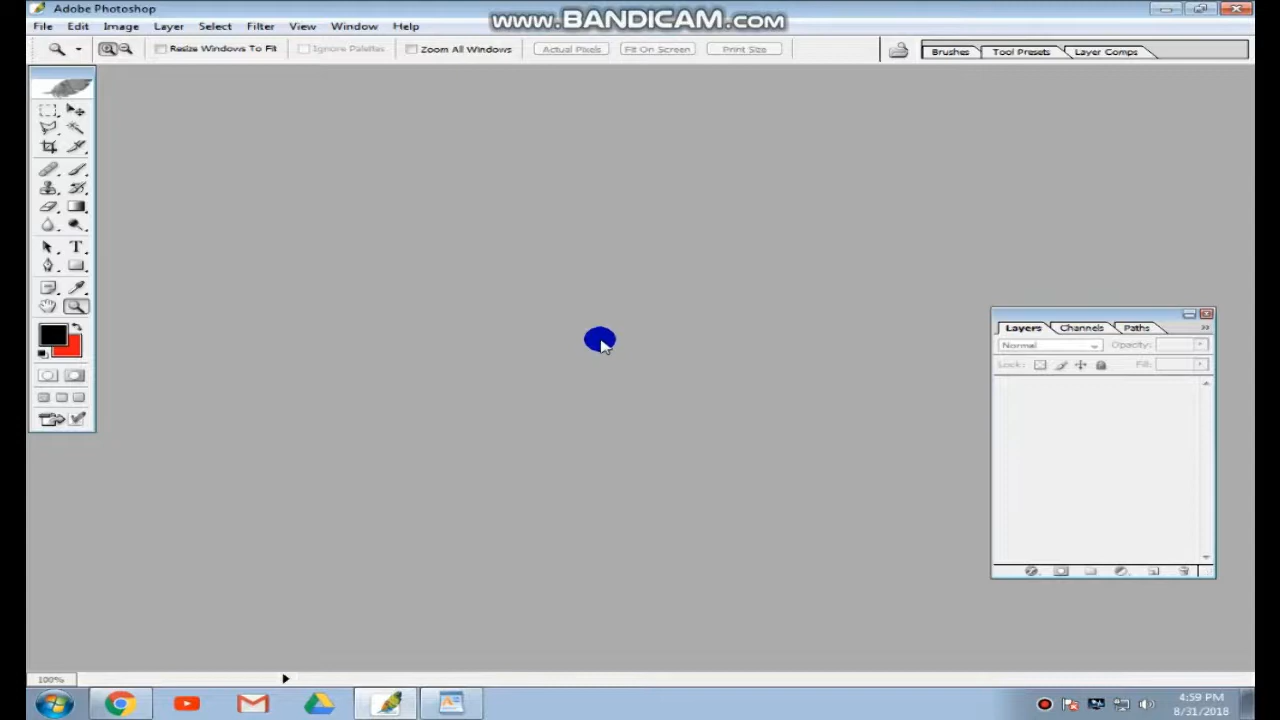 Adobe Photoshop
www.BANDICAM.com
File Edit Image Layer Select Filter View Window Help
Resize Windows To Fit Ignore Palettes Zoom All Windows Actual Pixels Fit On Screen Print Size
Brushes Tool Presets Layer Comps
T
Layers Channels Paths
Normal Opacity:
Lock: Fill:
100%
4:59 PM
8/31/2018